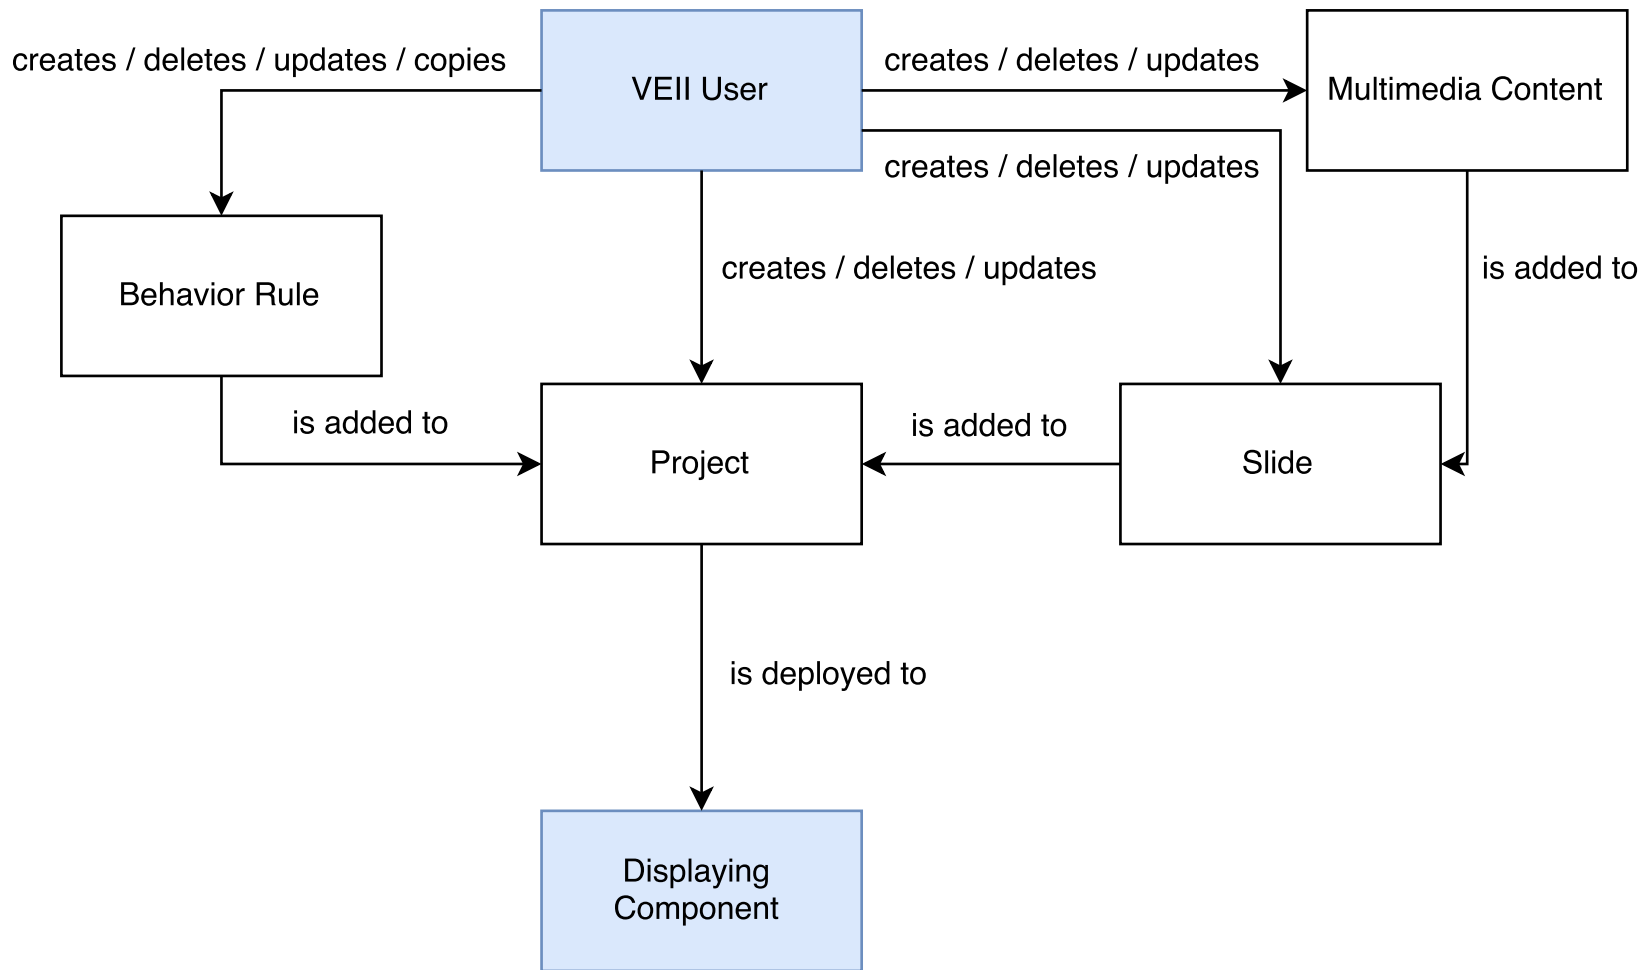 creates / deletes / updates / copies
VEII User
creates / deletes / updates
Multimedia Content
creates / deletes / updates
creates / deletes / updates
is added to
Behavior Rule
is added to
is added to
Project
Slide
is deployed to
Displaying
Component